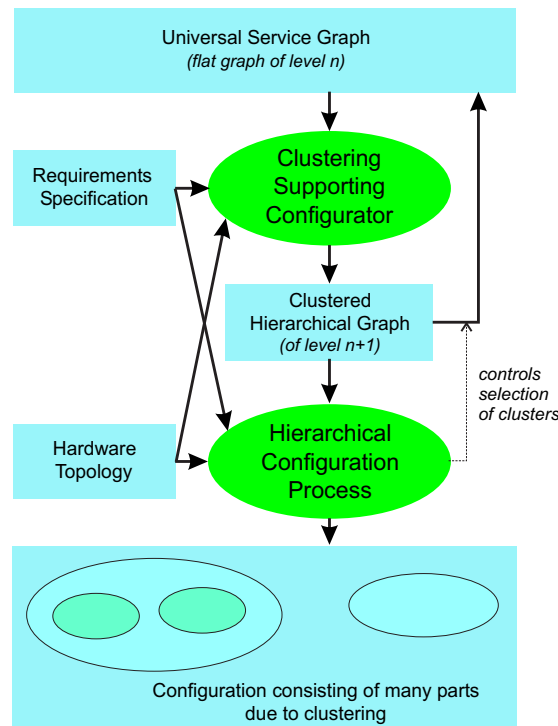 Universal Service Graph
(flat graph of level n)
Clustering
Supporting
Configurator
Requirements
Specification
Clustered
Hierarchical Graph
(of level n+1)
controls
selection
of clusters
Hierarchical
Configuration
Process
Hardware
Topology
Configuration consisting of many parts
due to clustering